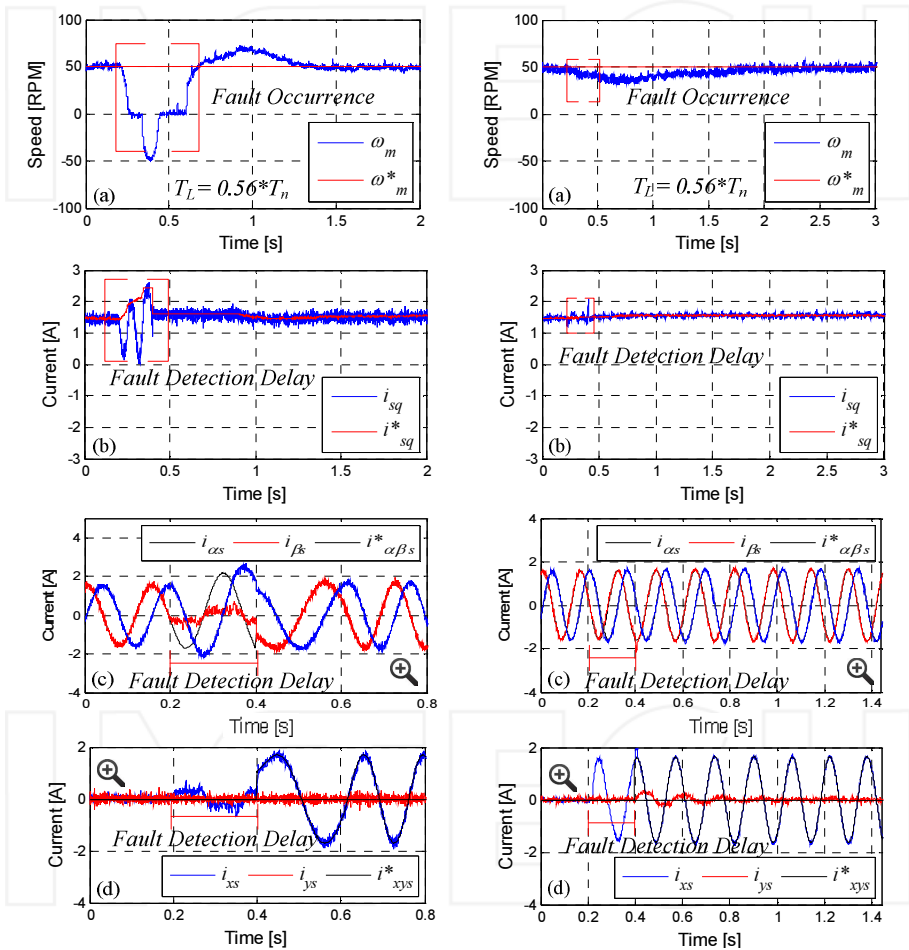 100
50
0
-50
-100
Speed [RPM]
Fault Occurrence
ω_m
ω*_m
(a)
T_L= 0.56*T_n
0 0.5 1 1.5 2
Time [s]
100
50
0
-50
-100
Speed [RPM]
Fault Occurrence
ω_m
ω*_m
(a)
T_L= 0.56*T_n
0 0.5 1 1.5 2 2.5 3
Time [s]
3
2
1
0
-1
-2
-3
Current [A]
Fault Detection Delay
i_sq
i*_sq
(b)
0 0.5 1 1.5 2
Time [s]
3
2
1
0
-1
-2
-3
Current [A]
Fault Detection Delay
i_sq
i*_sq
(b)
0 0.5 1 1.5 2 2.5 3
Time [s]
4
2
0
-2
-4
Current [A]
i_αs i_βs i*_αβs
Fault Detection Delay
(c)
0 0.2 0.4 0.6 0.8
Time [s]
4
2
0
-2
-4
Current [A]
i_αs i_βs i*_αβs
Fault Detection Delay
(c)
0 0.2 0.4 0.6 0.8 1 1.2 1.4
Time [s]
2
0
2
Current [A]
Fault Detection Delay
i_xs i_ys i*_xys
(d)
0 0.2 0.4 0.6 0.8
Time [s]
2
0
-2
Current [A]
Fault Detection Delay
i_xs i_ys i*_xys
(d)
0 0.2 0.4 0.6 0.8 1 1.2 1.4
Time [s]